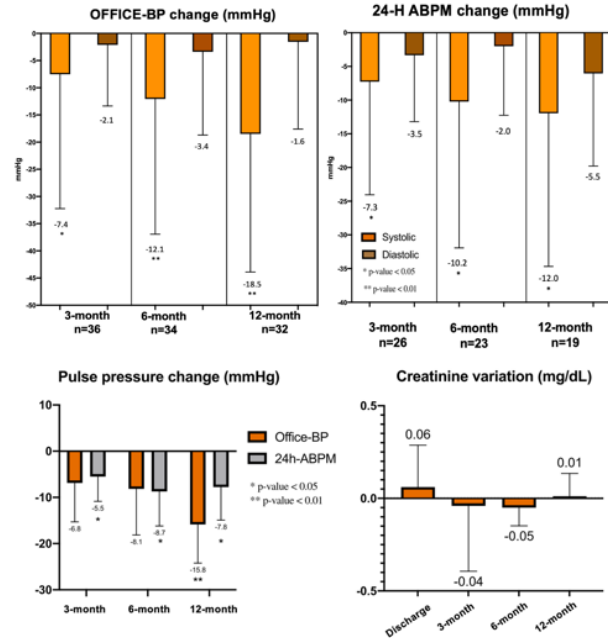 OFFICE-BP change (mmHg)
mmHg
-0
-5
-10
-15
-20
-25
-30
-35
-40
-45
-50
-7.4
*
-2.1
-12.1
**
-3.4
-18.5
**
-1.6
3-month
n=36
6-month
n=34
12-month
n=32
24-H ABPM change (mmHg)
mmHg
-0
-5
-10
-15
-20
-25
-30
-35
-40
-7.3
*
-3.5
-10.2
*
-2.0
-12.0
*
-5.5
Systolic
Diastolic
* p-value < 0.05
** p-value < 0.01
3-month
n=26
6-month
n=23
12-month
n=19
Pulse pressure change (mmHg)
10
0
-10
-20
-30
-6.8
-5.5
*
-8.1
-8.7
*
-15.8
**
-7.8
*
3-month
6-month
12-month
Office-BP
24h-ABPM
* p-value < 0.05
** p-value < 0.01
Creatinine variation (mg/dL)
0.5
0.0
-0.5
0.06
-0.04
-0.05
0.01
Discharge
3-month
6-month
12-month